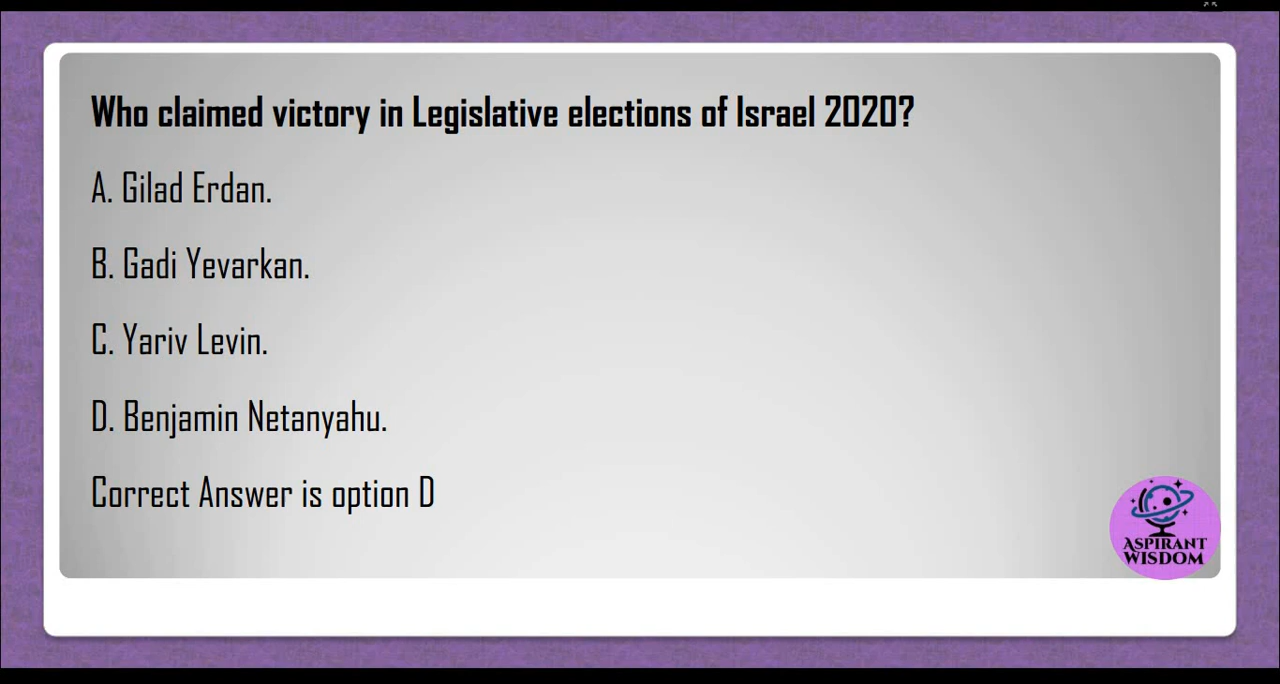 Who claimed victory in Legislative elections of Israel 2020?
A. Gilad Erdan.
B. Gadi Yevarkan.
C. Yariv Levin.
D. Benjamin Netanyahu.
Correct Answer is option D
ASPIRANT
WISDOM